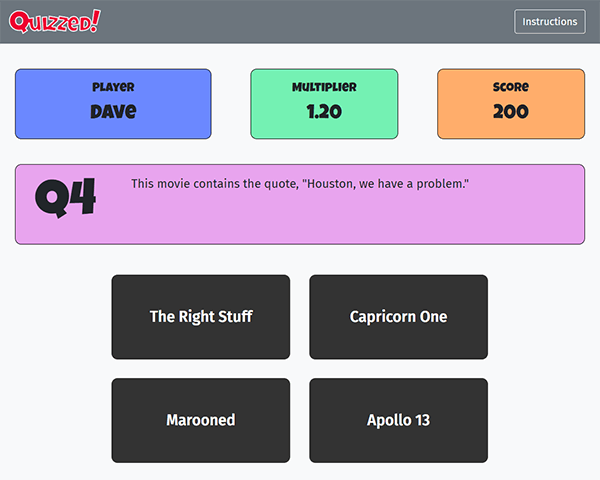 Quizzed!
Instructions
Player
Dave
Multiplier
1.20
Score
200
Q4
This movie contains the quote, "Houston, we have a problem."
The Right Stuff
Capricorn One
Marooned
Apollo 13